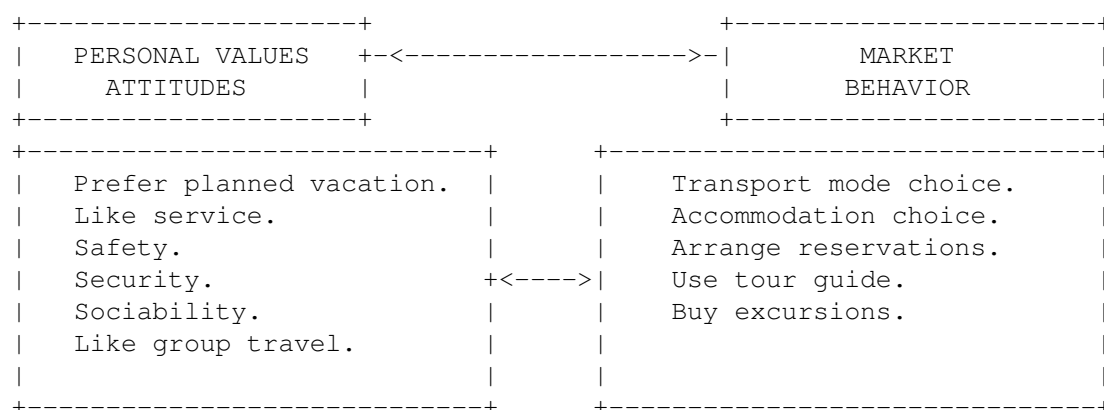 PERSONAL VALUES
ATTITUDES
MARKET
BEHAVIOR
Prefer planned vacation.
Like service.
Safety.
Security.
Sociability.
Like group travel.
Transport mode choice.
Accommodation choice.
Arrange reservations.
Use tour guide.
Buy excursions.